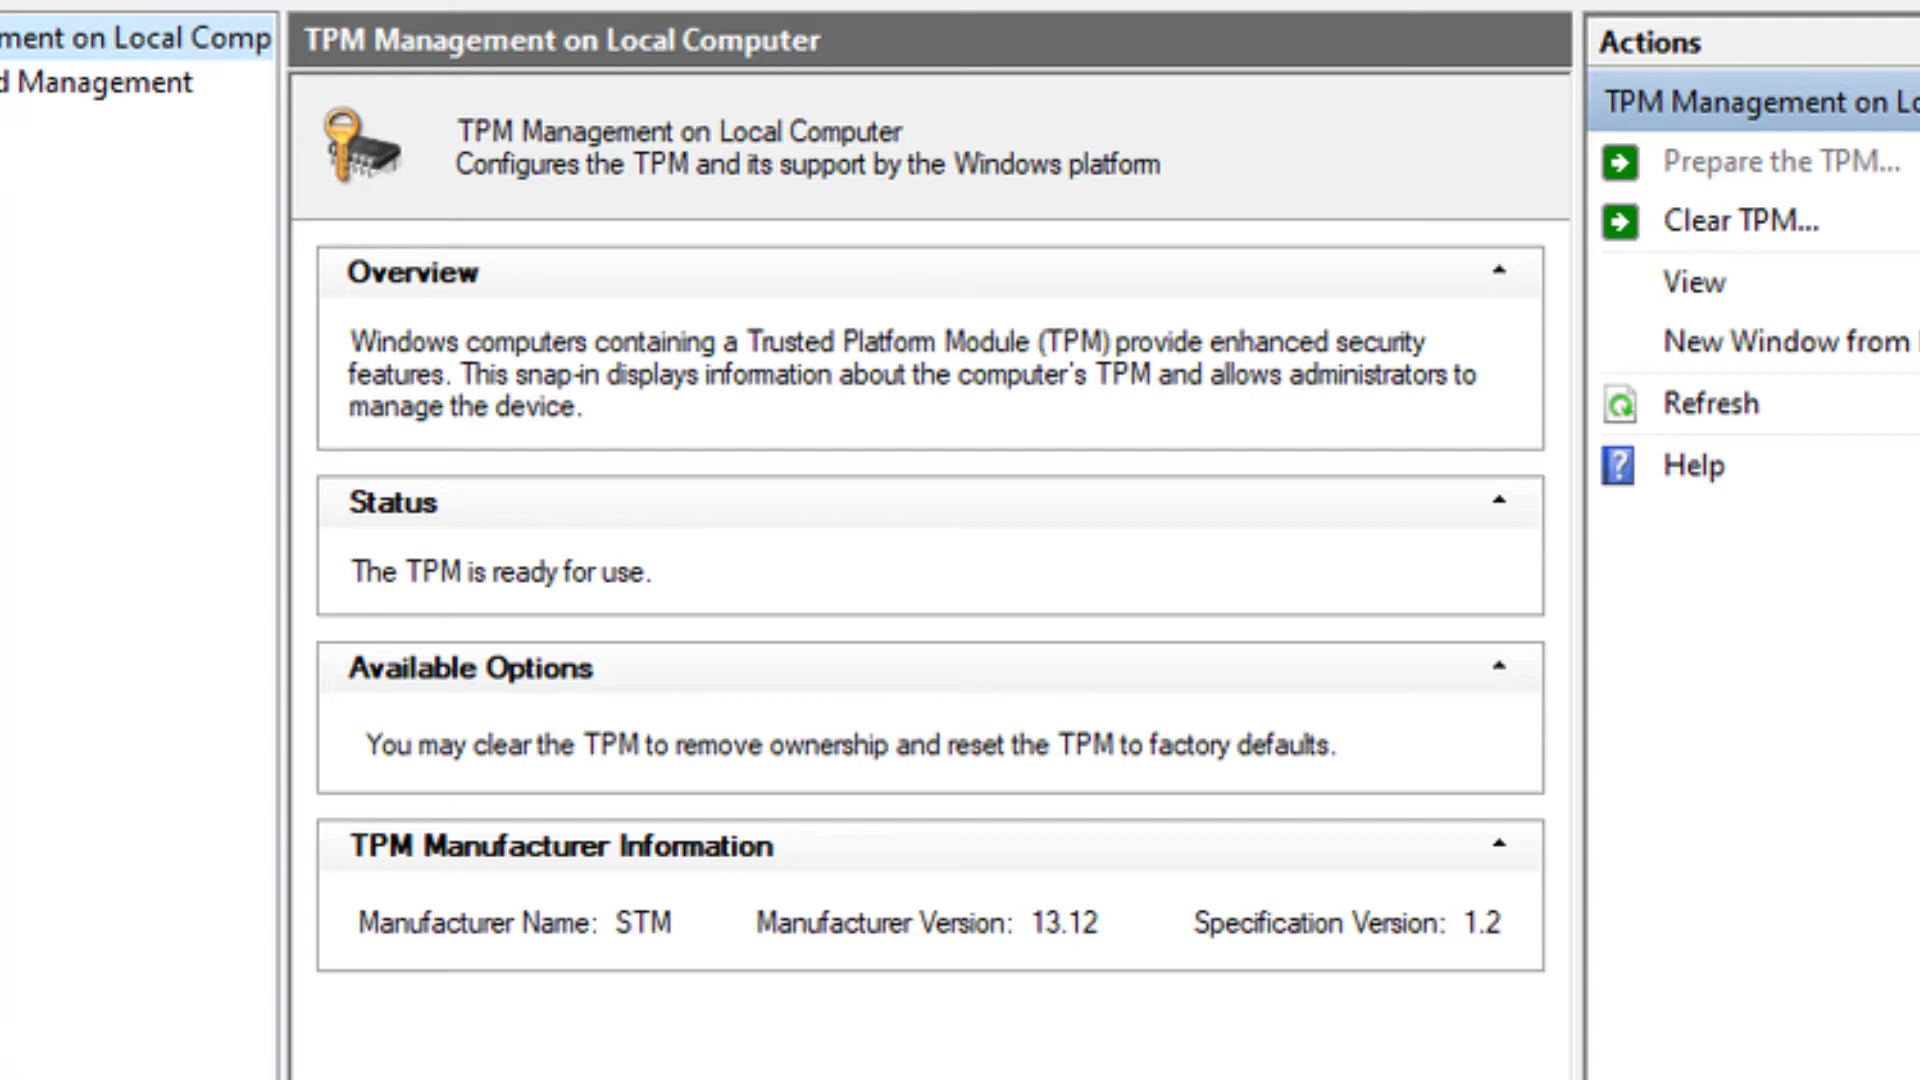 ment on Local Comp
d Management
TPM Management on Local Computer
TPM Management on Local Computer
Configures the TPM and its support by the Windows platform
Overview
Windows computers containing a Trusted Platform Module (TPM) provide enhanced security
features. This snap-in displays information about the computer's TPM and allows administrators to
manage the device.
Status
The TPM is ready for use.
Available Options
You may clear the TPM to remove ownership and reset the TPM to factory defaults.
TPM Manufacturer Information
Manufacturer Name: STM Manufacturer Version: 13.12 Specification Version: 1.2
Actions
TPM Management on Lo
Prepare the TPM...
Clear TPM...
View
New Window from
Refresh
Help